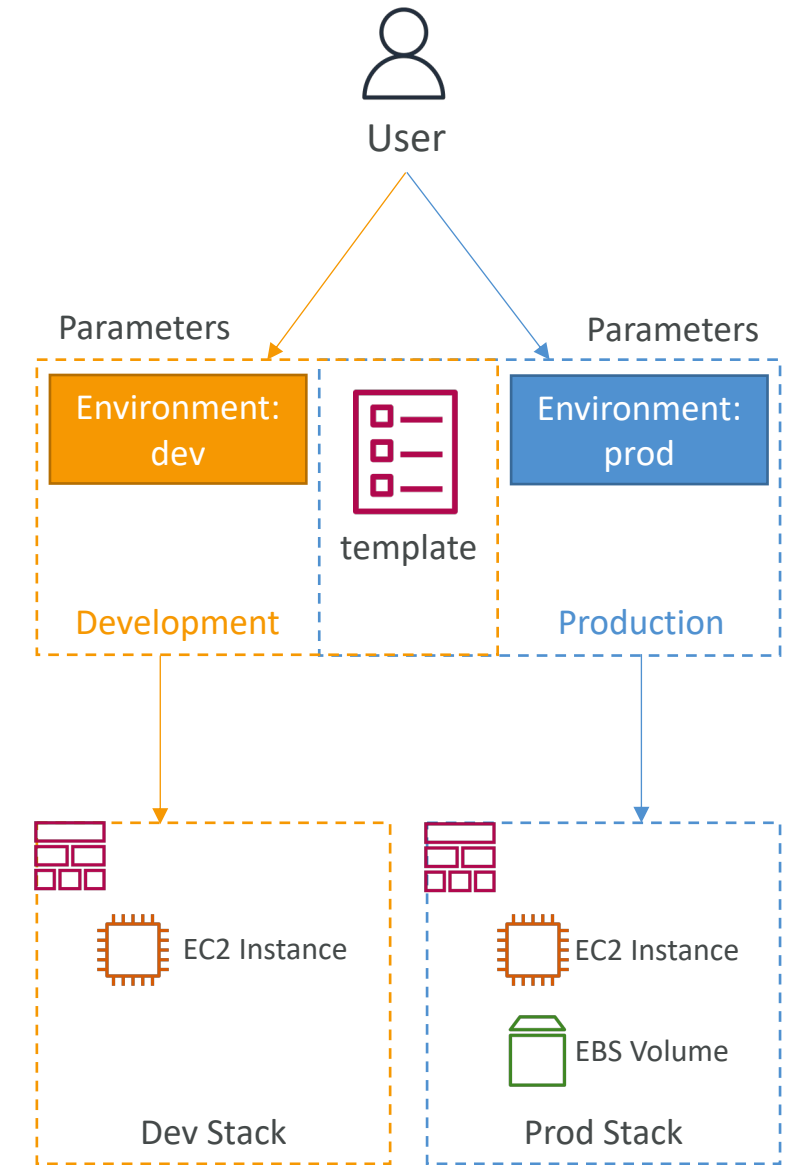 User
Parameters
Parameters
Environment:
dev
Environment:
prod
template
Development
Production
EC2 Instance
EC2 Instance
EBS Volume
Dev Stack
Prod Stack